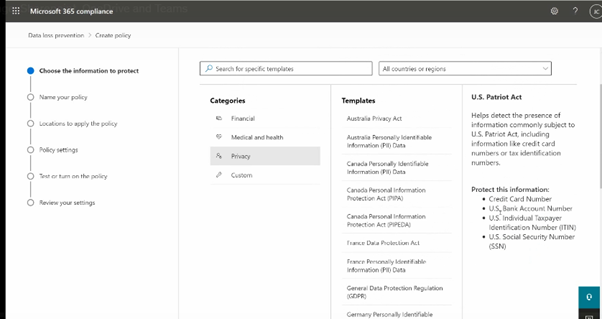 Microsoft 365 compliance
Data loss prevention > Create policy
Choose the information to protect
Name your policy
Locations to apply the policy
Policy settings
Test or turn on the policy
Review your settings
Search for specific templates
All countries or regions
Categories
Financial
Medical and health
Privacy
Custom
Templates
Australia Privacy Act
Australia Personally Identifiable
Information (PII) Data
Canada Personally Identifiable
Information (PII) Data
Canada Personal Information
Protection Act (PIPA)
Canada Personal Information
Protection Act (PIPEDA)
France Data Protection Act
France Personally Identifiable
Information (PII) Data
General Data Protection Regulation
(GDPR)
Germany Personally Identifiable
U.S. Patriot Act
Helps detect the presence of
information commonly subject to
U.S. Patriot Act, including
information like credit card
numbers or tax identification
numbers.
Protect this information:
• Credit Card Number
• U.S. Bank Account Number
• U.S. Individual Taxpayer
Identification Number (ITIN)
• U.S. Social Security Number
(SSN)